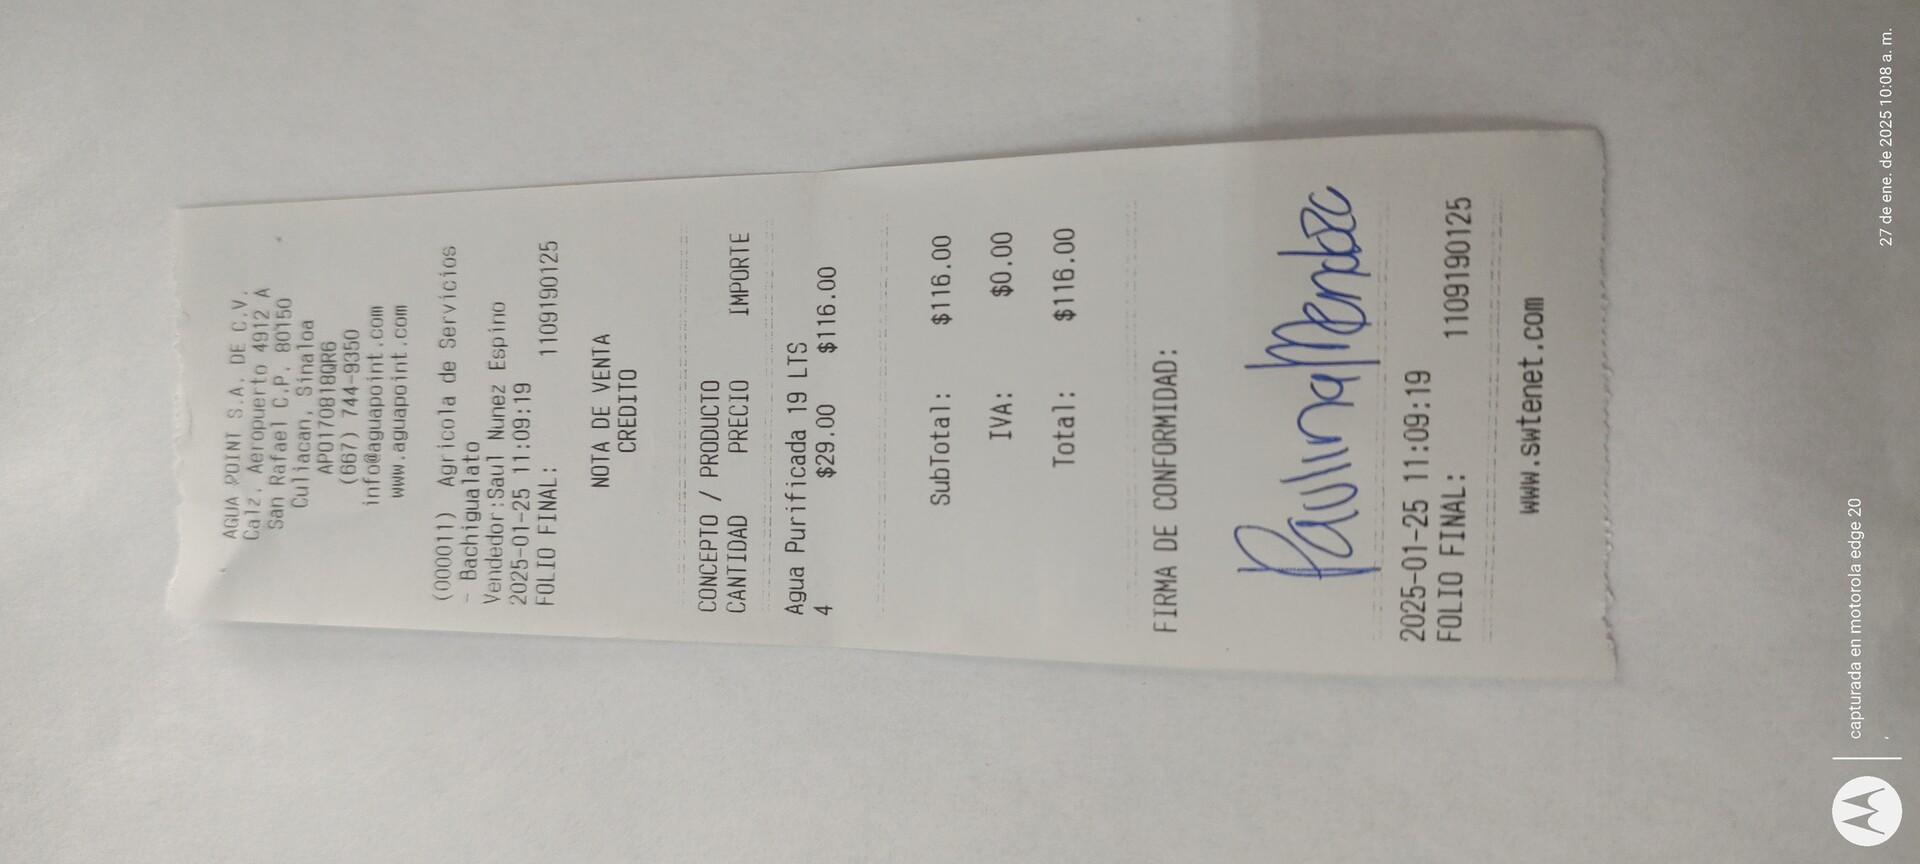 AGUA POINT S.A. DE C.V.
Calz. Aeropuerto 4912 A
San Rafael C.P. 80150
Culiacan, Sinaloa
APO170818QR6
(667) 744-9350
info@aguapoint.com
www.aguapoint.com
(000011) Agricola de Servicios
- Bachigualato
Vendedor:Saul Nunez Espino
2025-01-25 11:09:19
FOLIO FINAL: 1109190125
NOTA DE VENTA
CREDITO
CONCEPTO / PRODUCTO
CANTIDAD PRECIO IMPORTE
Agua Purificada 19 LTS
4 $29.00 $116.00
SubTotal: $116.00
IVA: $0.00
Total: $116.00
FIRMA DE CONFORMIDAD:
Paulina Mendoza
2025-01-25 11:09:19
FOLIO FINAL: 1109190125
www.swtenet.com
capturada en motorola edge 20
27 de ene. de 2025 10:08 a. m.